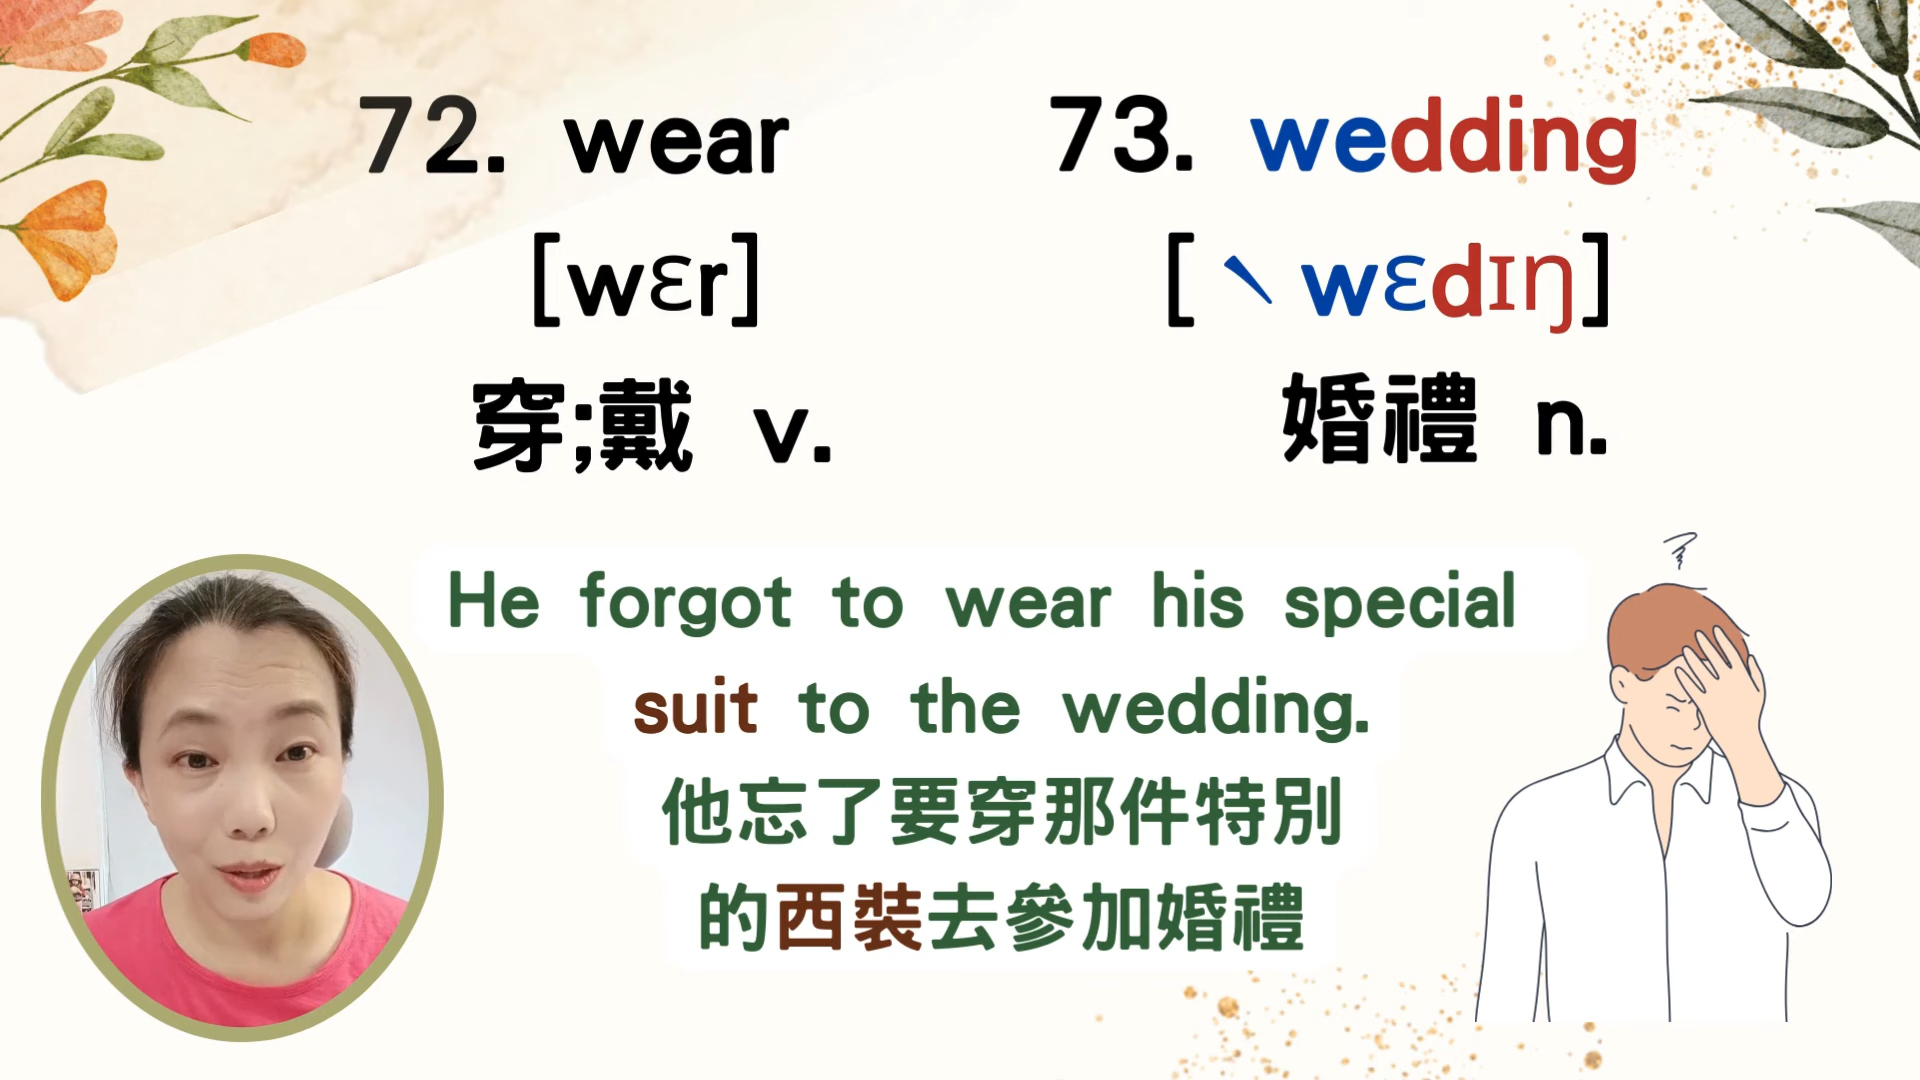 72. wear
[wɛr]
穿;戴 v.
73. wedding
[ˋwɛdɪŋ]
婚禮 n.
He forgot to wear his special
suit to the wedding.
他忘了要穿那件特別
的西裝去參加婚禮